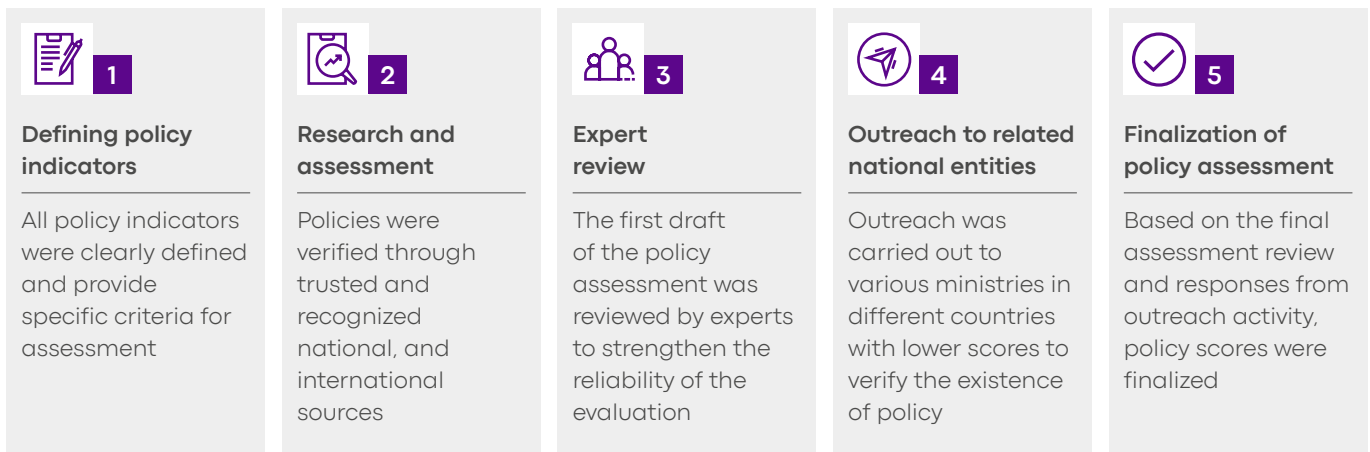 1
Defining policy
indicators
All policy indicators
were clearly defined
and provide
specific criteria for
assessment
2
Research and
assessment
Policies were
verified through
trusted and
recognized
national, and
international
sources
3
Expert
review
The first draft
of the policy
assessment was
reviewed by experts
to strengthen the
reliability of the
evaluation
4
Outreach to related
national entities
Outreach was
carried out to
various ministries in
different countries
with lower scores to
verify the existence
of policy
5
Finalization of
policy assessment
Based on the final
assessment review
and responses from
outreach activity,
policy scores were
finalized